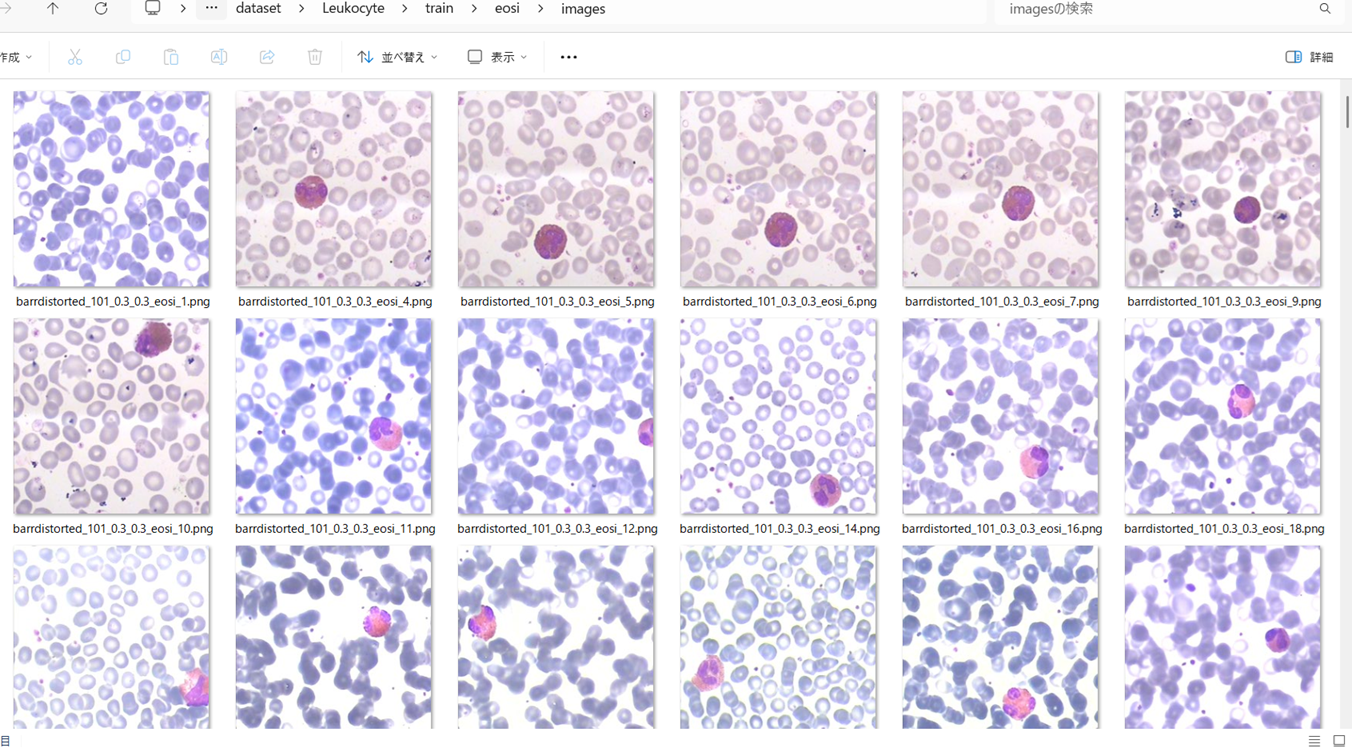 … > dataset > Leukocyte > train > eosi > images
imagesの検索
作成
並べ替え
表示
詳細
barrdistorted_101_0.3_0.3_eosi_1.png
barrdistorted_101_0.3_0.3_eosi_4.png
barrdistorted_101_0.3_0.3_eosi_5.png
barrdistorted_101_0.3_0.3_eosi_6.png
barrdistorted_101_0.3_0.3_eosi_7.png
barrdistorted_101_0.3_0.3_eosi_9.png
barrdistorted_101_0.3_0.3_eosi_10.png
barrdistorted_101_0.3_0.3_eosi_11.png
barrdistorted_101_0.3_0.3_eosi_12.png
barrdistorted_101_0.3_0.3_eosi_14.png
barrdistorted_101_0.3_0.3_eosi_16.png
barrdistorted_101_0.3_0.3_eosi_18.png
目